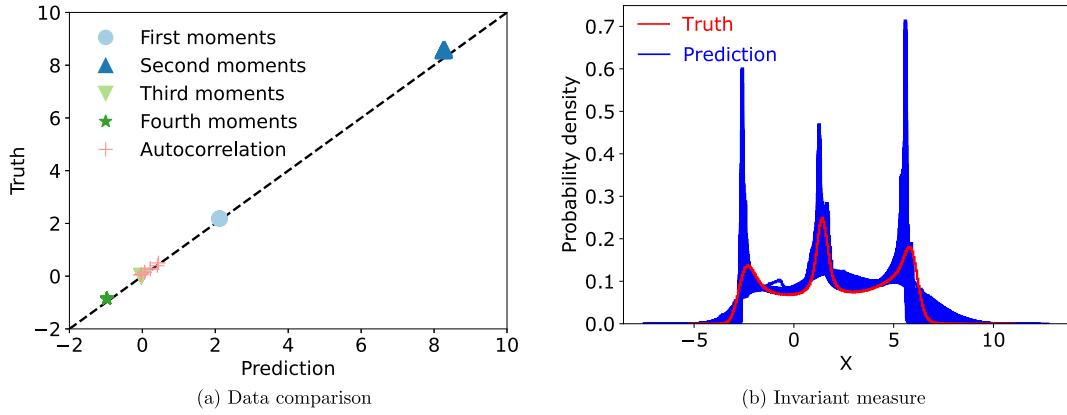 10
8
6
4
2
0
−2
Truth
First moments
Second moments
Third moments
Fourth moments
Autocorrelation
−2 0 2 4 6 8 10
Prediction
(a) Data comparison
0.7
0.6
0.5
0.4
0.3
0.2
0.1
0.0
Probability density
Truth
Prediction
−5 0 5 10
X
(b) Invariant measure